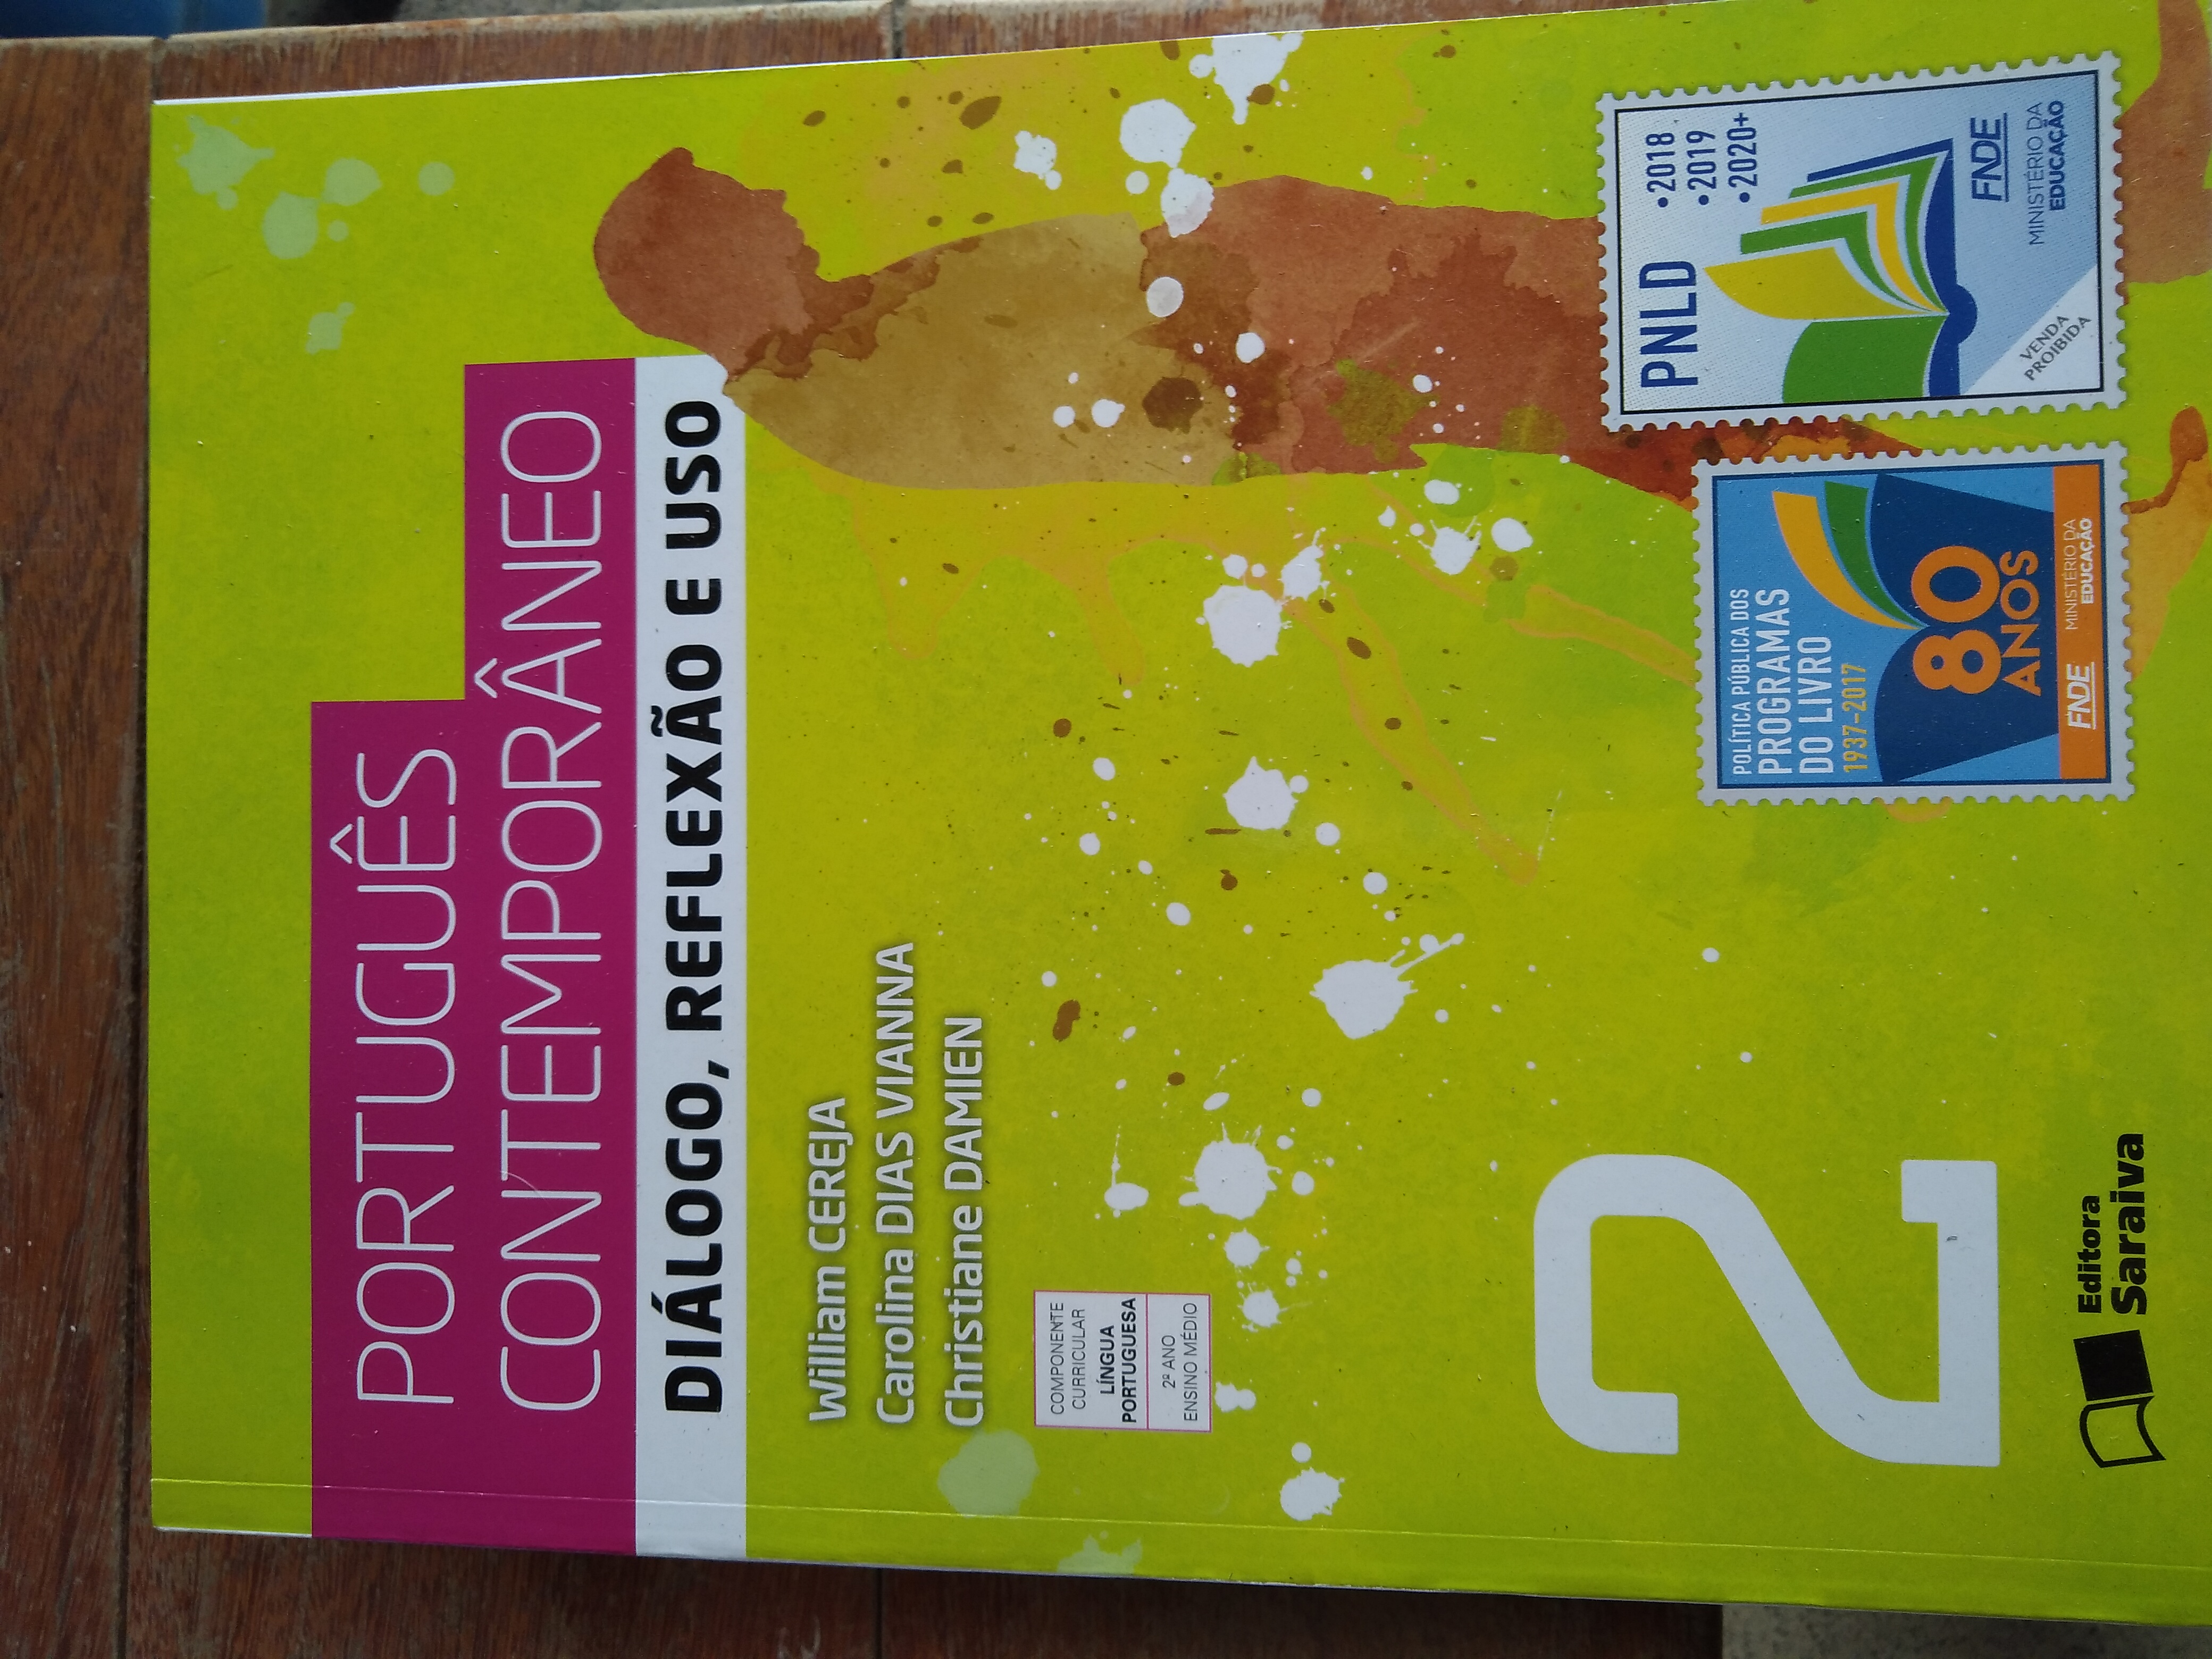 PORTUGUÊS
CONTEMPORÂNEO
DIÁLOGO, REFLEXÃO E USO
William CEREJA
Carolina DIAS VIANNA
Christiane DAMIEN
COMPONENTE
CURRICULAR
LÍNGUA
PORTUGUESA
2º ANO
ENSINO MÉDIO
2
Editora
Saraiva
POLÍTICA PÚBLICA DOS
PROGRAMAS
DO LIVRO
1937-2017
80
ANOS
FNDE
MINISTÉRIO DA
EDUCAÇÃO
PNLD
•2018
•2019
•2020+
FNDE
MINISTÉRIO DA
EDUCAÇÃO
VENDA
PROIBIDA